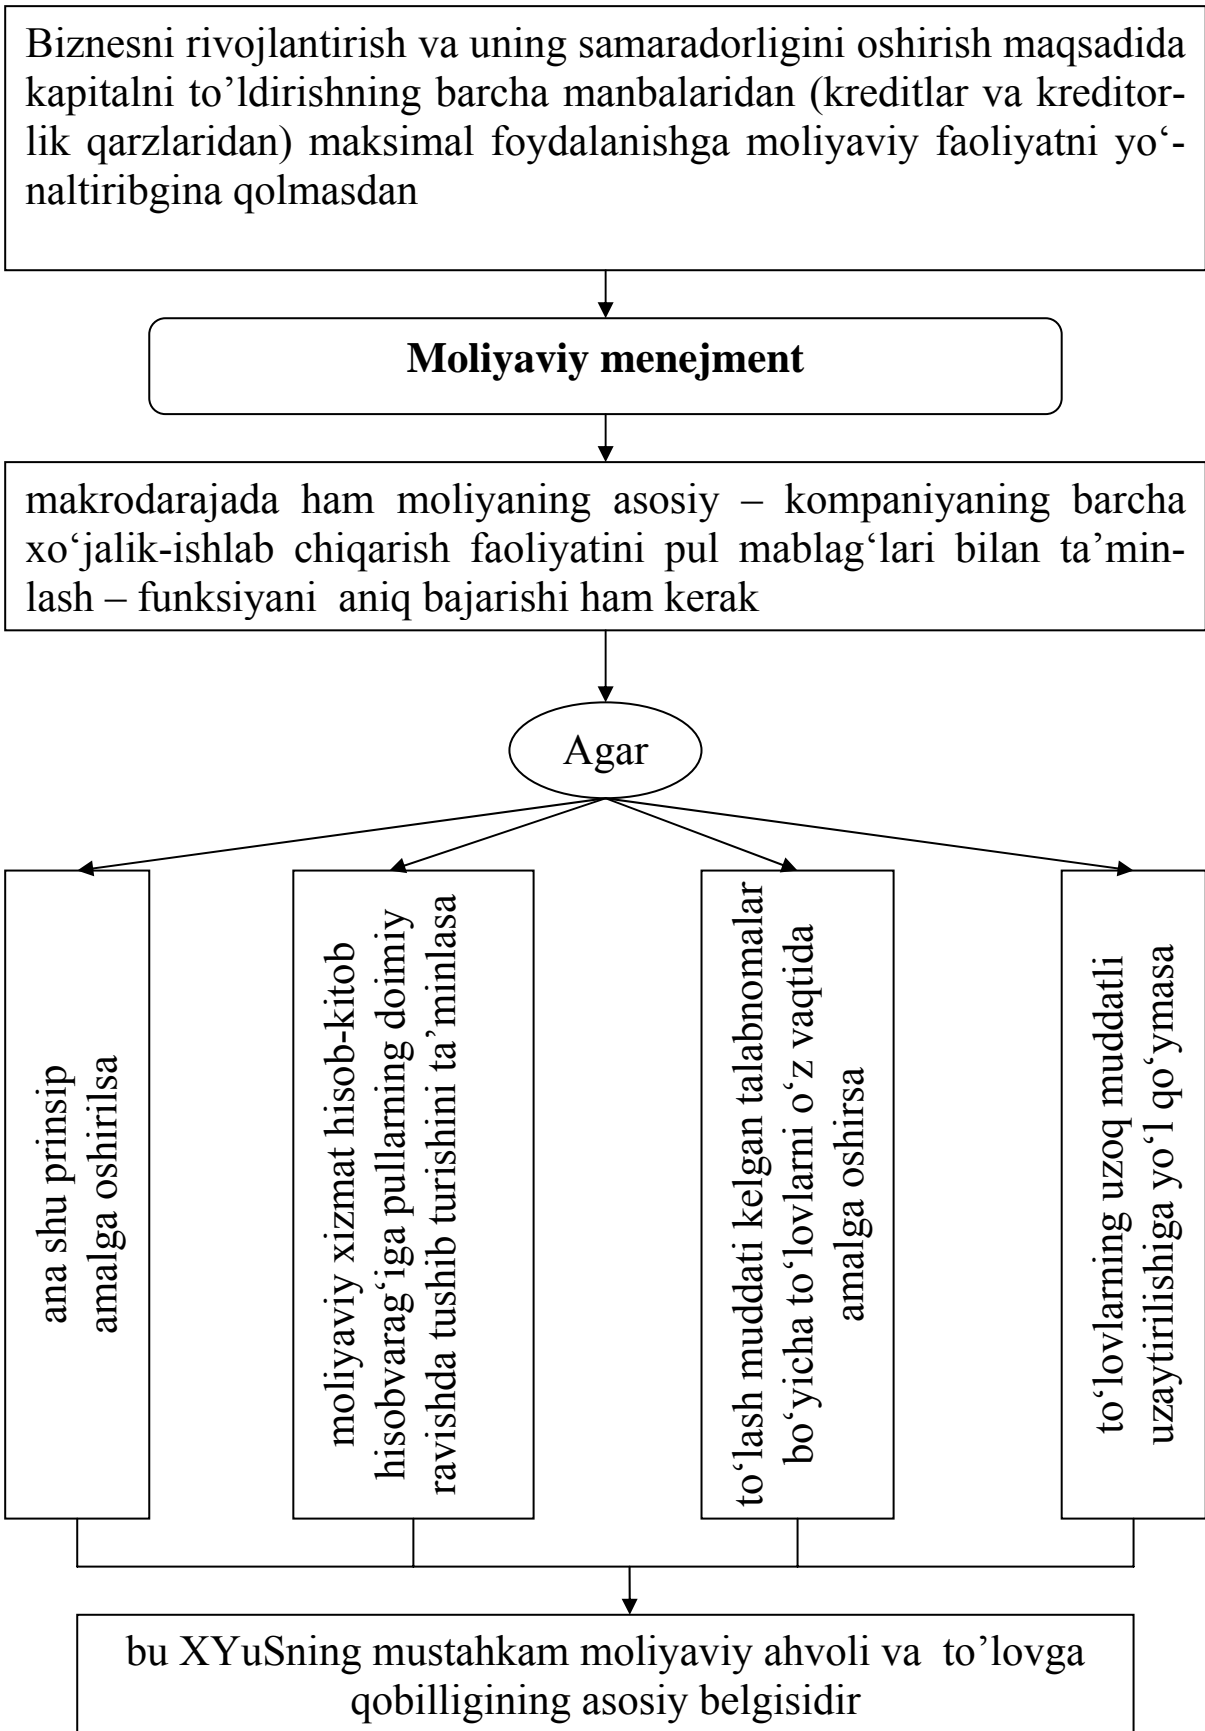 Biznesni rivojlantirish va uning samaradorligini oshirish maqsadida
kapitalni to’ldirishning barcha manbalaridan (kreditlar va kreditor-
lik qarzlaridan) maksimal foydalanishga moliyaviy faoliyatni yo‘-
naltiribgina qolmasdan
Moliyaviy menejment
makrodarajada ham moliyaning asosiy – kompaniyaning barcha
xo‘jalik-ishlab chiqarish faoliyatini pul mablag‘lari bilan ta’min-
lash – funksiyani aniq bajarishi ham kerak
Agar
ana shu prinsip
amalga oshirilsa
moliyaviy xizmat hisob-kitob
hisobvarag‘iga pullarning doimiy
ravishda tushib turishini ta’minlasa
to‘lash muddati kelgan talabnomalar
bo‘yicha to‘lovlarni o‘z vaqtida
amalga oshirsa
to‘lovlarning uzoq muddatli
uzaytirilishiga yo‘l qo‘ymasa
bu XYuSning mustahkam moliyaviy ahvoli va to’lovga
qobilligining asosiy belgisidir